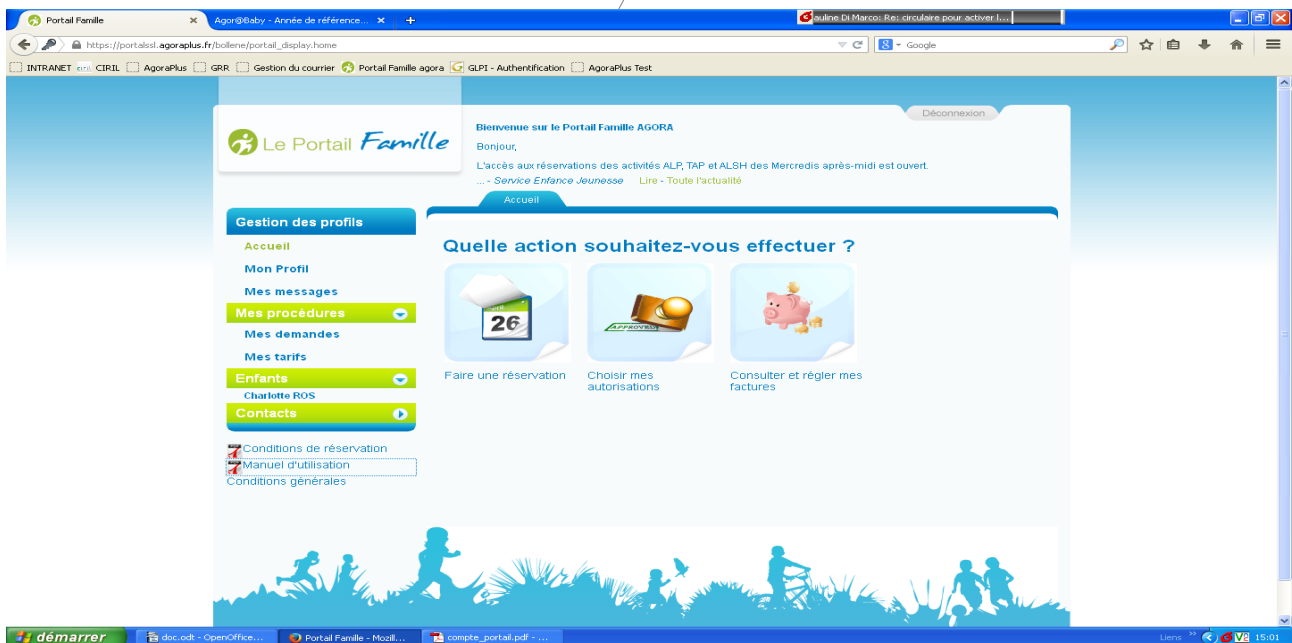 Portail Famille
Agor@Baby - Année de référence...
auline Di Marco: Re: circulaire pour activer l...
https://portalssl.agoraplus.fr/bollene/portail_display.home
Google
INTRANET CIRIL AgoraPlus GRR Gestion du courrier Portail Famille agora GLPI - Authentification AgoraPlus Test
Déconnexion
Le Portail Famille
Bienvenue sur le Portail Famille AGORA
Bonjour,
L'accès aux réservations des activités ALP, TAP et ALSH des Mercredis après-midi est ouvert.
... - Service Enfance Jeunesse Lire - Toute l'actualité
Accueil
Gestion des profils
Accueil
Mon Profil
Mes messages
Mes procédures
Mes demandes
Mes tarifs
Enfants
Charlotte ROS
Contacts
Conditions de réservation
Manuel d'utilisation
Conditions générales
Quelle action souhaitez-vous effectuer ?
26
APPROVED
Faire une réservation
Choisir mes
autorisations
Consulter et régler mes
factures
démarrer
doc.odt - OpenOffice...
Portail Famille - Mozill...
compte_portail.pdf - ...
Liens
15:01